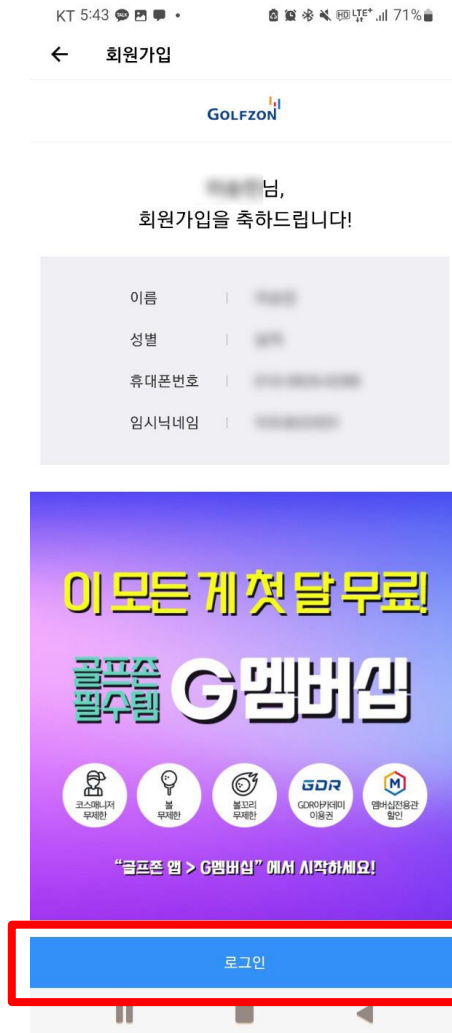 KT 5:43
71%
회원가입
GOLFZON
님,
회원가입을 축하드립니다!
이름
성별
휴대폰번호
임시닉네임
이 모든 게 첫 달 무료!
골프존
필수템
G멤버십
코스매니저
무제한
볼
무제한
볼꼬리
무제한
GDR
GDR아카데미
이용권
M
멤버십전용관
할인
“골프존 앱 > G멤버십” 에서 시작하세요!
로그인